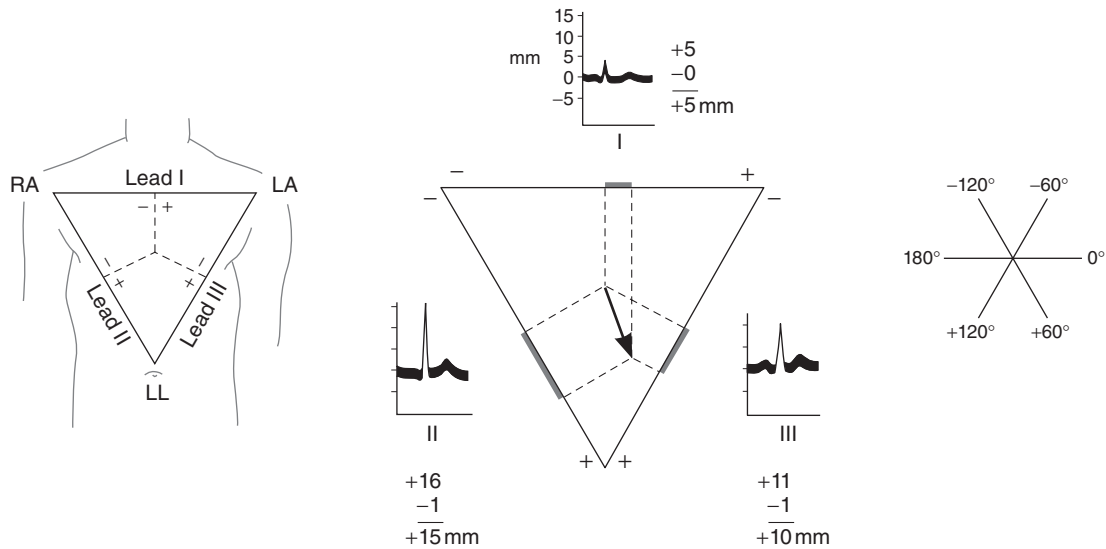 RA
Lead I
LA
− +
− +
− +
Lead II
Lead III
LL
mm
15
10
5
0
−5
+5
−0
+5 mm
I
− +
− −
II
+16
−1
+15 mm
+ +
III
+11
−1
+10 mm
−120° −60°
180° 0°
+120° +60°